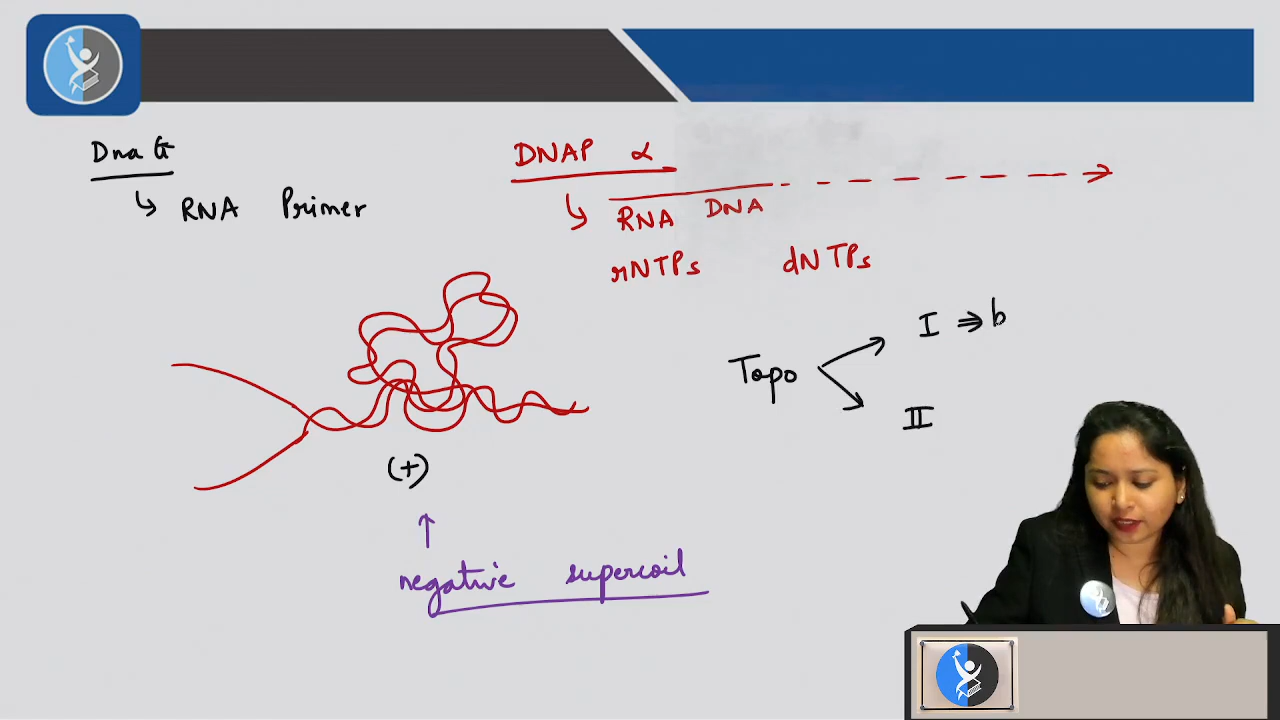 Dna G
↳ RNA Primer
DNAP α
↳ RNA DNA
rNTPs dNTPs
Topo
I ⇒ b
II
(+)
↑
negative supercoil